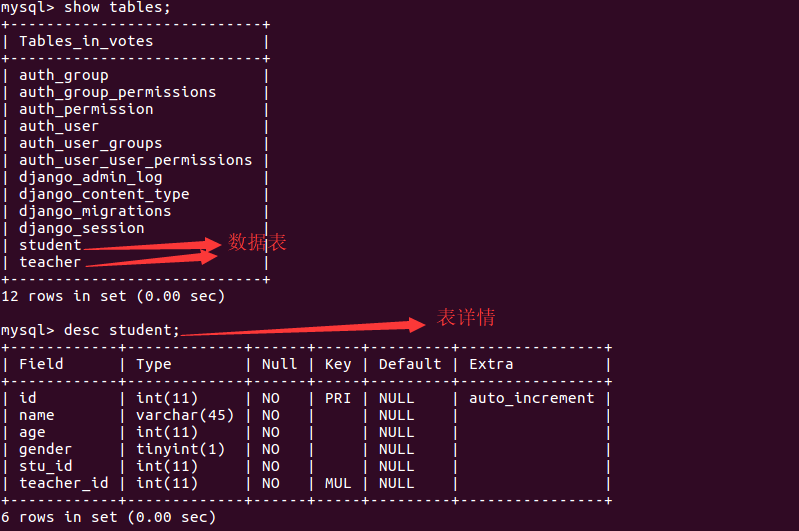 mysql> show tables;
+----------------------------+
| Tables_in_votes            |
+----------------------------+
| auth_group                 |
| auth_group_permissions     |
| auth_permission            |
| auth_user                  |
| auth_user_groups           |
| auth_user_user_permissions |
| django_admin_log           |
| django_content_type        |
| django_migrations          |
| django_session             |
| student                    | 数据表
| teacher                    |
+----------------------------+
12 rows in set (0.00 sec)
mysql> desc student; 表详情
+------------+-------------+------+-----+---------+----------------+
| Field      | Type        | Null | Key | Default | Extra          |
+------------+-------------+------+-----+---------+----------------+
| id         | int(11)     | NO   | PRI | NULL    | auto_increment |
| name       | varchar(45) | NO   |     | NULL    |                |
| age        | int(11)     | NO   |     | NULL    |                |
| gender     | tinyint(1)  | NO   |     | NULL    |                |
| stu_id     | int(11)     | NO   |     | NULL    |                |
| teacher_id | int(11)     | NO   | MUL | NULL    |                |
+------------+-------------+------+-----+---------+----------------+
6 rows in set (0.00 sec)